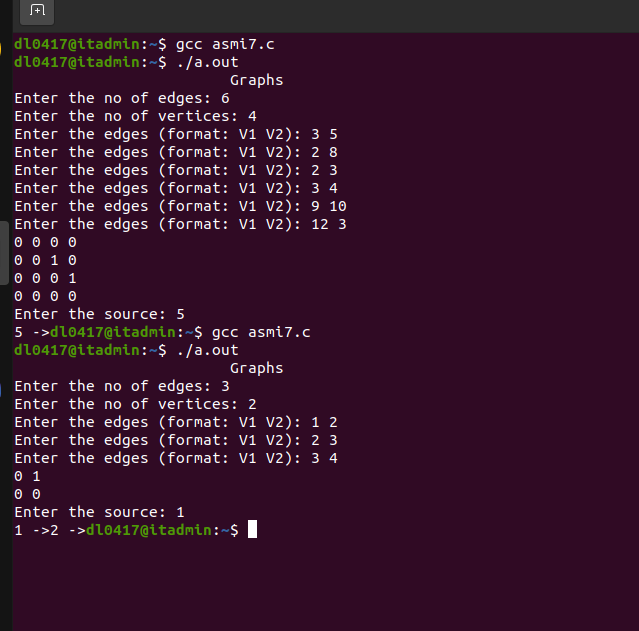 dl0417@itadmin:~$ gcc asmi7.c
dl0417@itadmin:~$ ./a.out
Graphs
Enter the no of edges: 6
Enter the no of vertices: 4
Enter the edges (format: V1 V2): 3 5
Enter the edges (format: V1 V2): 2 8
Enter the edges (format: V1 V2): 2 3
Enter the edges (format: V1 V2): 3 4
Enter the edges (format: V1 V2): 9 10
Enter the edges (format: V1 V2): 12 3
0 0 0 0
0 0 1 0
0 0 0 1
0 0 0 0
Enter the source: 5
5 ->dl0417@itadmin:~$ gcc asmi7.c
dl0417@itadmin:~$ ./a.out
Graphs
Enter the no of edges: 3
Enter the no of vertices: 2
Enter the edges (format: V1 V2): 1 2
Enter the edges (format: V1 V2): 2 3
Enter the edges (format: V1 V2): 3 4
0 1
0 0
Enter the source: 1
1 ->2 ->dl0417@itadmin:~$